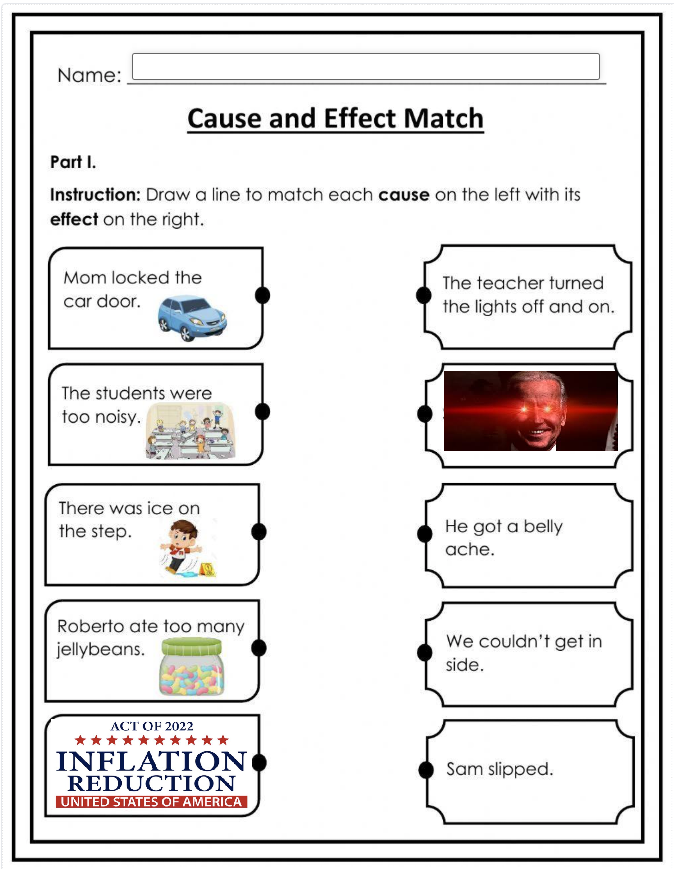 Name:
Cause and Effect Match
Part I.
Instruction: Draw a line to match each cause on the left with its
effect on the right.
Mom locked the
car door.
The teacher turned
the lights off and on.
The students were
too noisy.
There was ice on
the step.
He got a belly
ache.
Roberto ate too many
jellybeans.
We couldn't get in
side.
ACT OF 2022
INFLATION
REDUCTION
UNITED STATES OF AMERICA
Sam slipped.